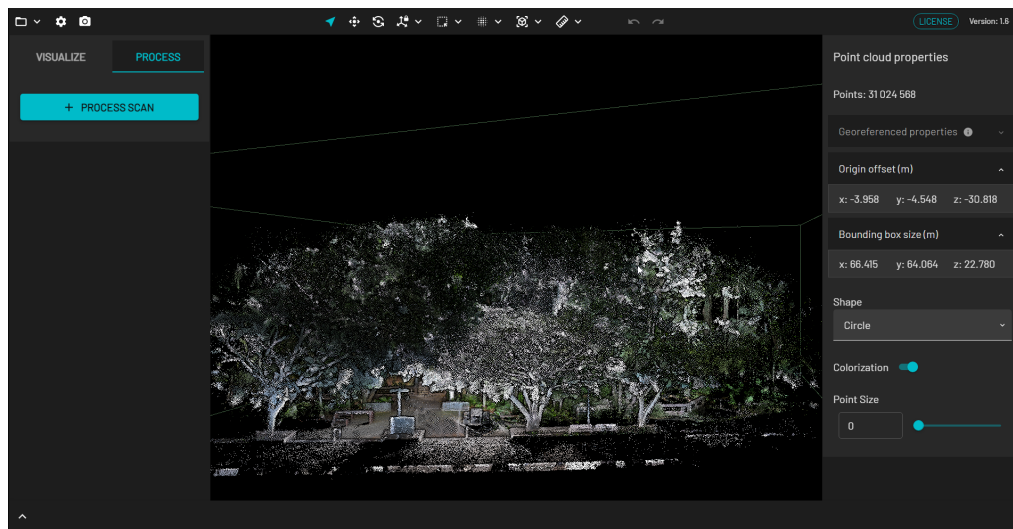 LICENSE Version: 1.6
VISUALIZE PROCESS
+ PROCESS SCAN
Point cloud properties
Points: 31 024 568
Georeferenced properties
Origin offset (m)
x: -3.958 y: -4.548 z: -30.818
Bounding box size (m)
x: 66.415 y: 64.064 z: 22.780
Shape
Circle
Colorization
Point Size
0